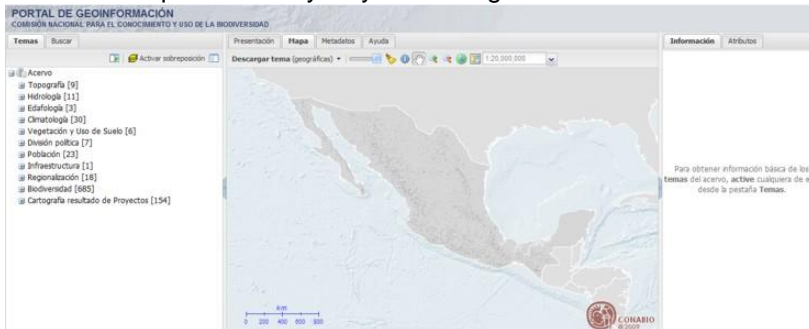 PORTAL DE GEOINFORMACIÓN
COMISIÓN NACIONAL PARA EL CONOCIMIENTO Y USO DE LA BIODIVERSIDAD
Temas Buscar
Activar sobreposición
Acervo
Topografía [9]
Hidrología [11]
Edafología [3]
Climatología [30]
Vegetación y Uso de Suelo [6]
División política [7]
Población [23]
Infraestructura [1]
Regionalización [18]
Biodiversidad [685]
Cartografía resultado de Proyectos [154]
Presentación Mapa Metadatos Ayuda
Descargar tema (geográficas) 1:20,000,000
Km
0 200 400 600 800
CONABIO
©2009
Información Atributos
Para obtener información básica de los
temas del acervo, active cualquiera de e
desde la pestaña Temas.